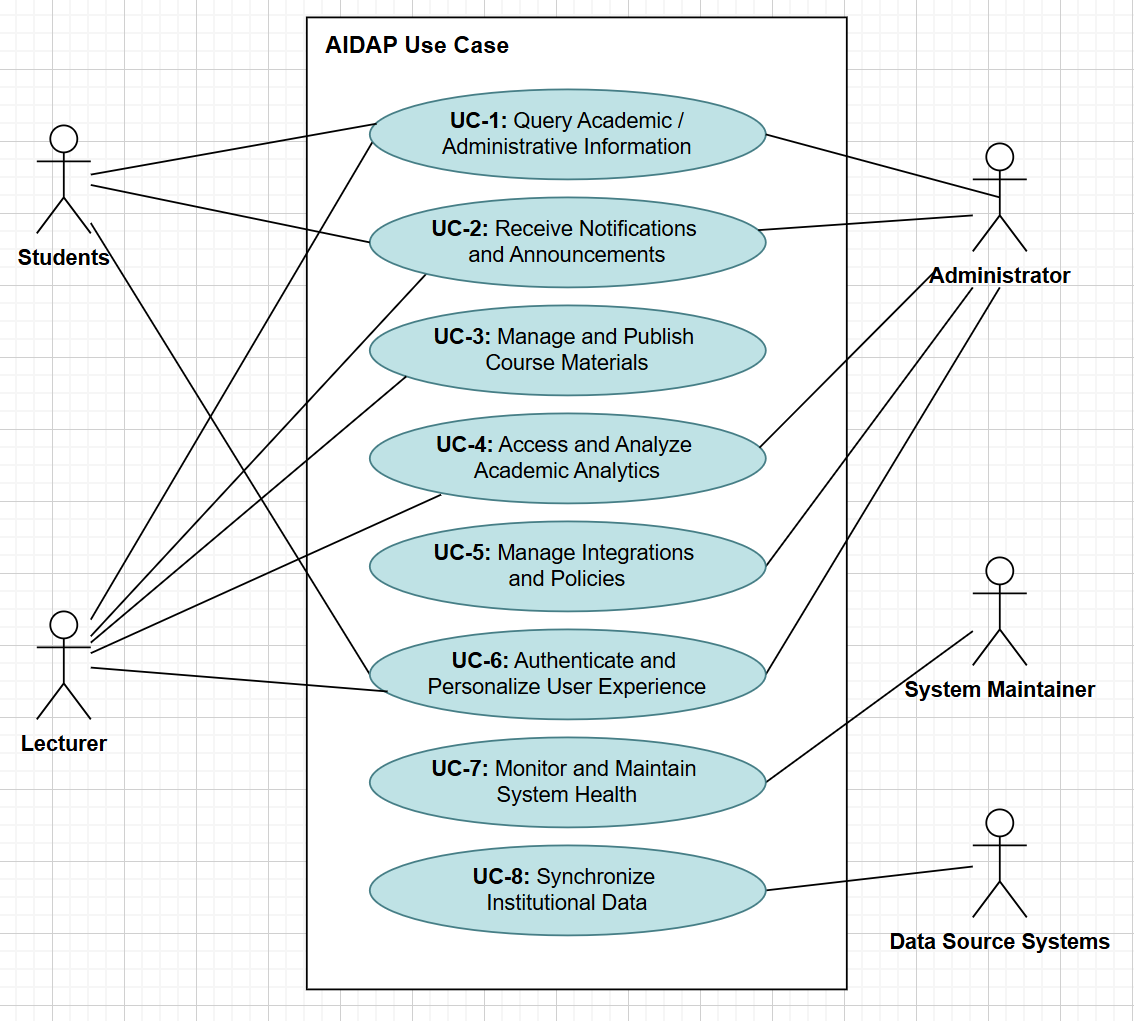 AIDAP Use Case
UC-1: Query Academic /
Administrative Information
UC-2: Receive Notifications
and Announcements
UC-3: Manage and Publish
Course Materials
UC-4: Access and Analyze
Academic Analytics
UC-5: Manage Integrations
and Policies
UC-6: Authenticate and
Personalize User Experience
UC-7: Monitor and Maintain
System Health
UC-8: Synchronize
Institutional Data
Students
Lecturer
Administrator
System Maintainer
Data Source Systems